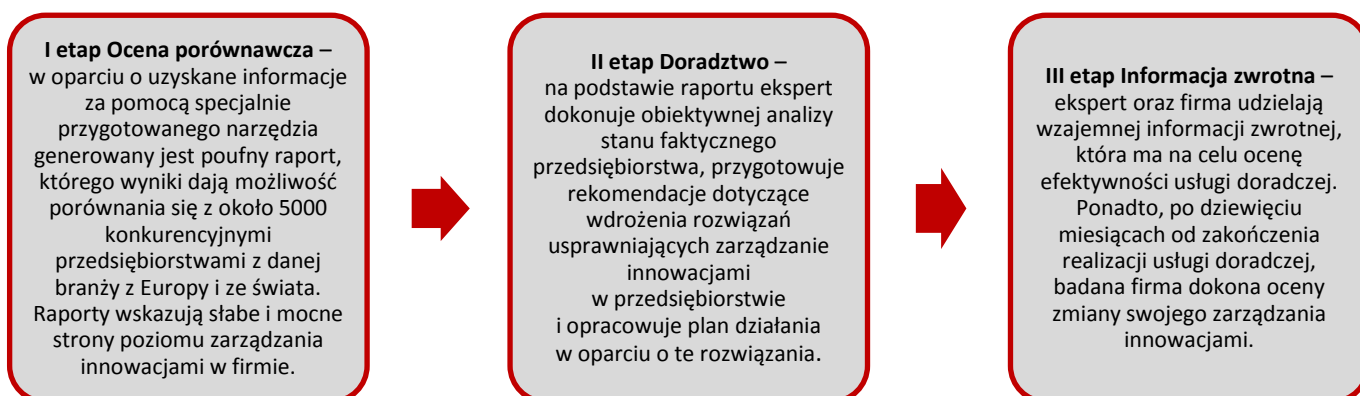 I etap Ocena porównawcza –
w oparciu o uzyskane informacje
za pomocą specjalnie
przygotowanego narzędzia
generowany jest poufny raport,
którego wyniki dają możliwość
porównania się z około 5000
konkurencyjnymi
przedsiębiorstwami z danej
branży z Europy i ze świata.
Raporty wskazują słabe i mocne
strony poziomu zarządzania
innowacjami w firmie.
II etap Doradztwo –
na podstawie raportu ekspert
dokonuje obiektywnej analizy
stanu faktycznego
przedsiębiorstwa, przygotowuje
rekomendacje dotyczące
wdrożenia rozwiązań
usprawniających zarządzanie
innowacjami
w przedsiębiorstwie
i opracowuje plan działania
w oparciu o te rozwiązania.
III etap Informacja zwrotna –
ekspert oraz firma udzielają
wzajemnej informacji zwrotnej,
która ma na celu ocenę
efektywności usługi doradczej.
Ponadto, po dziewięciu
miesiącach od zakończenia
realizacji usługi doradczej,
badana firma dokona oceny
zmiany swojego zarządzania
innowacjami.